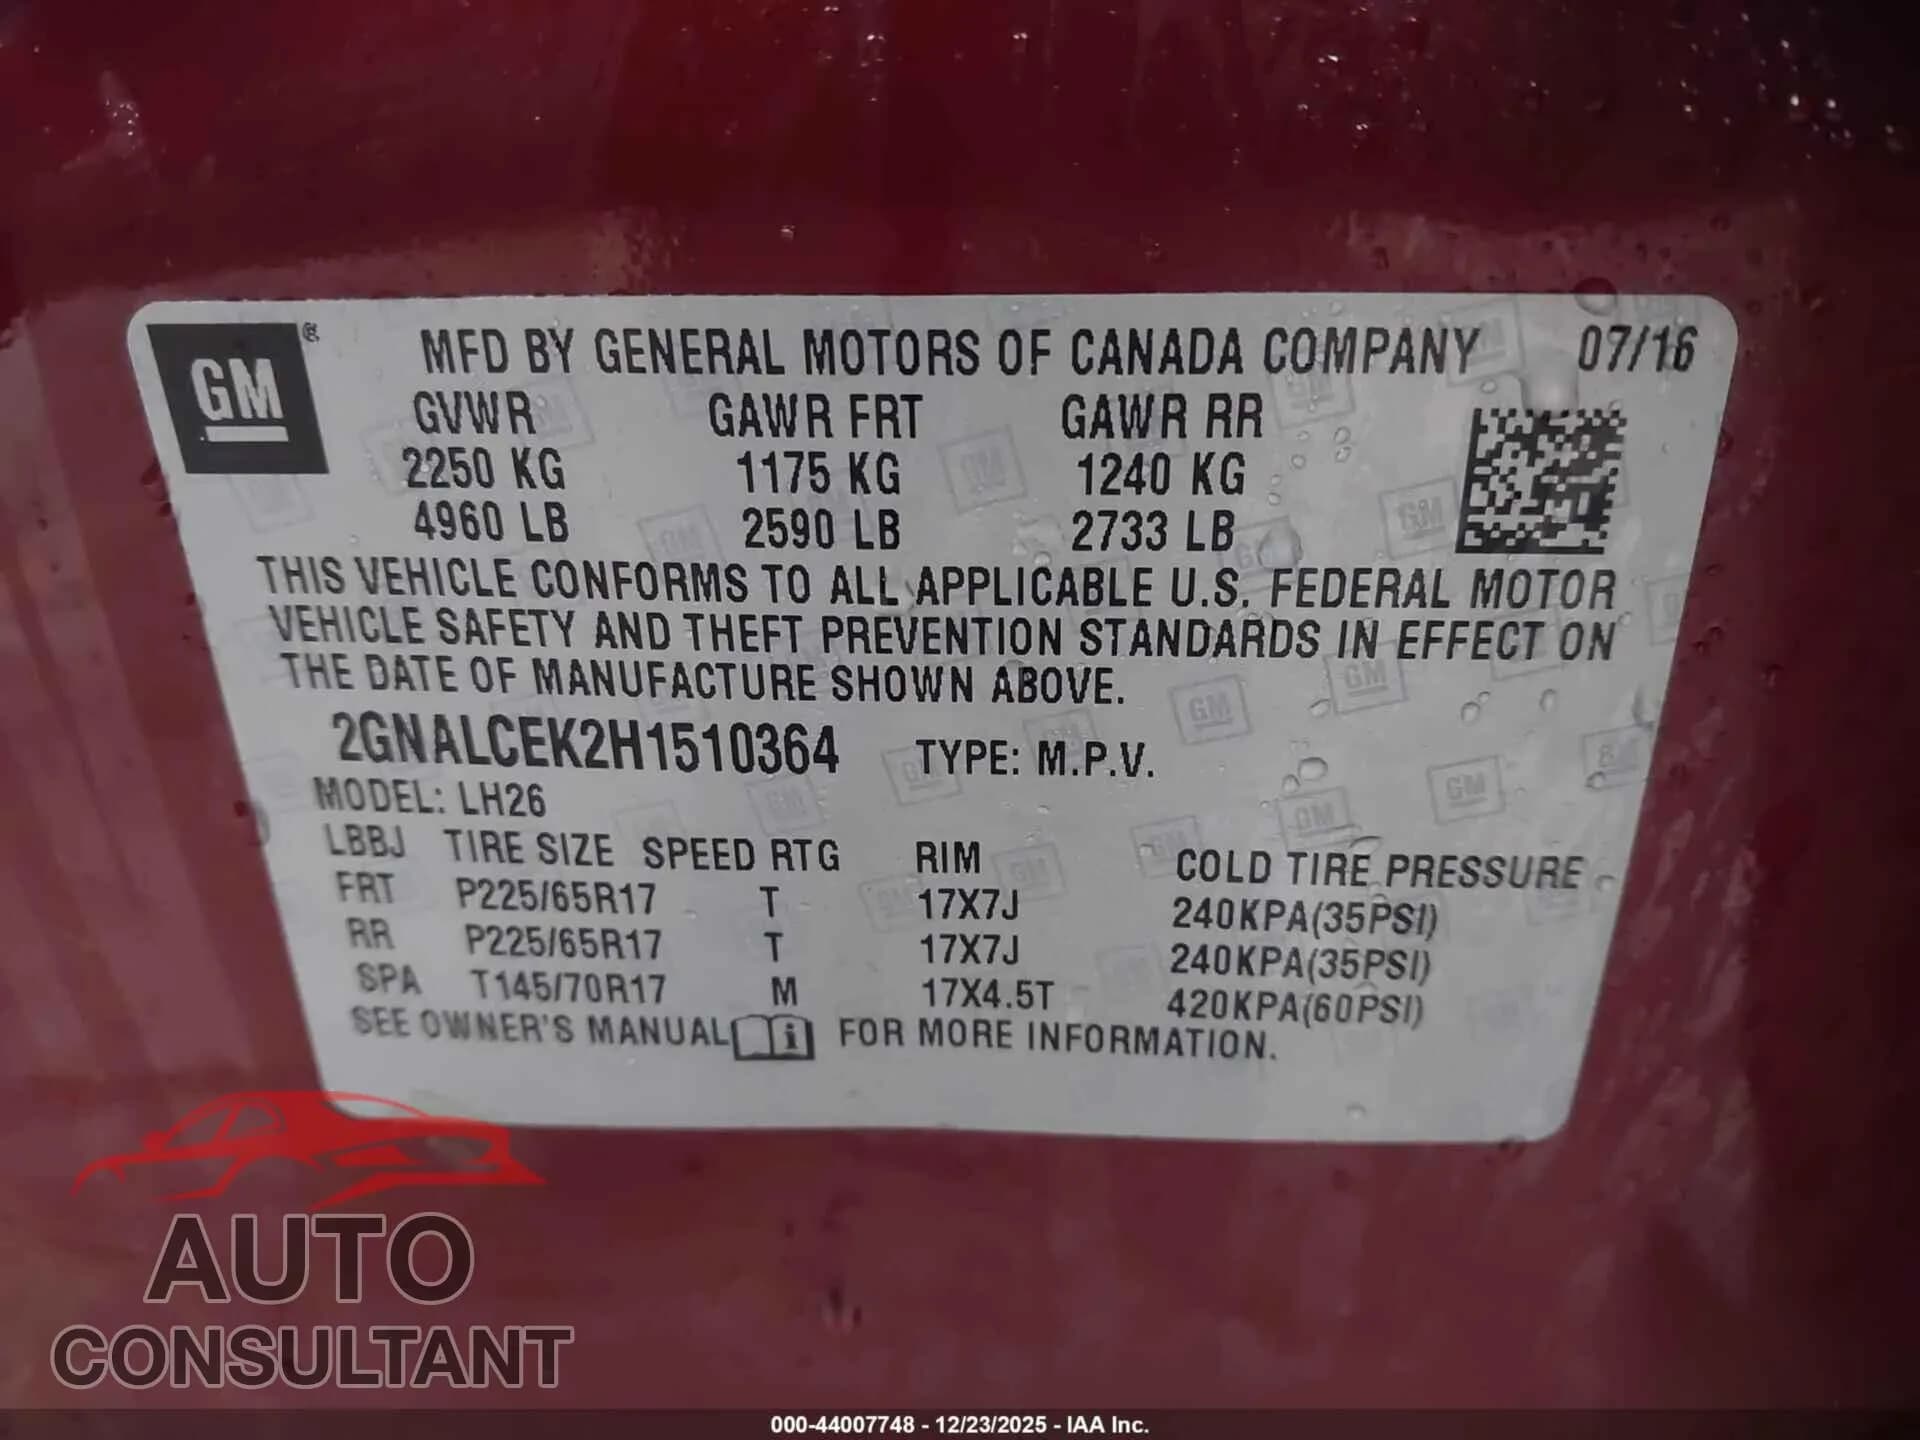 GM ®
MFD BY GENERAL MOTORS OF CANADA COMPANY 07/16
GVWR GAWR FRT GAWR RR
2250 KG 1175 KG 1240 KG
4960 LB 2590 LB 2733 LB
THIS VEHICLE CONFORMS TO ALL APPLICABLE U.S. FEDERAL MOTOR
VEHICLE SAFETY AND THEFT PREVENTION STANDARDS IN EFFECT ON
THE DATE OF MANUFACTURE SHOWN ABOVE.
2GNALCEK2H1510364 TYPE: M.P.V.
MODEL: LH26
LBBJ TIRE SIZE SPEED RTG RIM COLD TIRE PRESSURE
FRT P225/65R17 T 17X7J 240KPA(35PSI)
RR P225/65R17 T 17X7J 240KPA(35PSI)
SPA T145/70R17 M 17X4.5T 420KPA(60PSI)
SEE OWNER'S MANUAL i FOR MORE INFORMATION.
AUTO
CONSULTANT
000-44007748 - 12/23/2025 - IAA Inc.